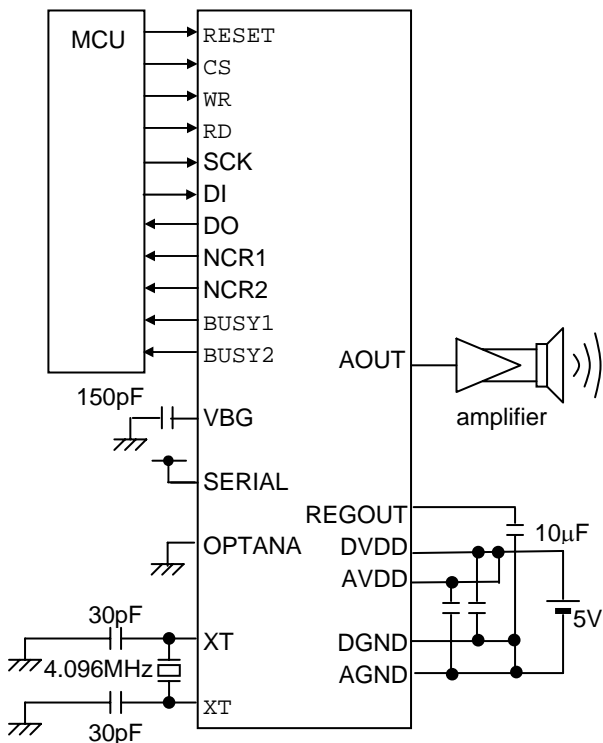 MCU
RESET
CS
WR
RD
SCK
DI
DO
NCR1
NCR2
BUSY1
BUSY2
150pF
VBG
SERIAL
OPTANA
30pF
XT
4.096MHz
XT
30pF
AOUT
amplifier
REGOUT
10μF
DVDD
AVDD
5V
DGND
AGND